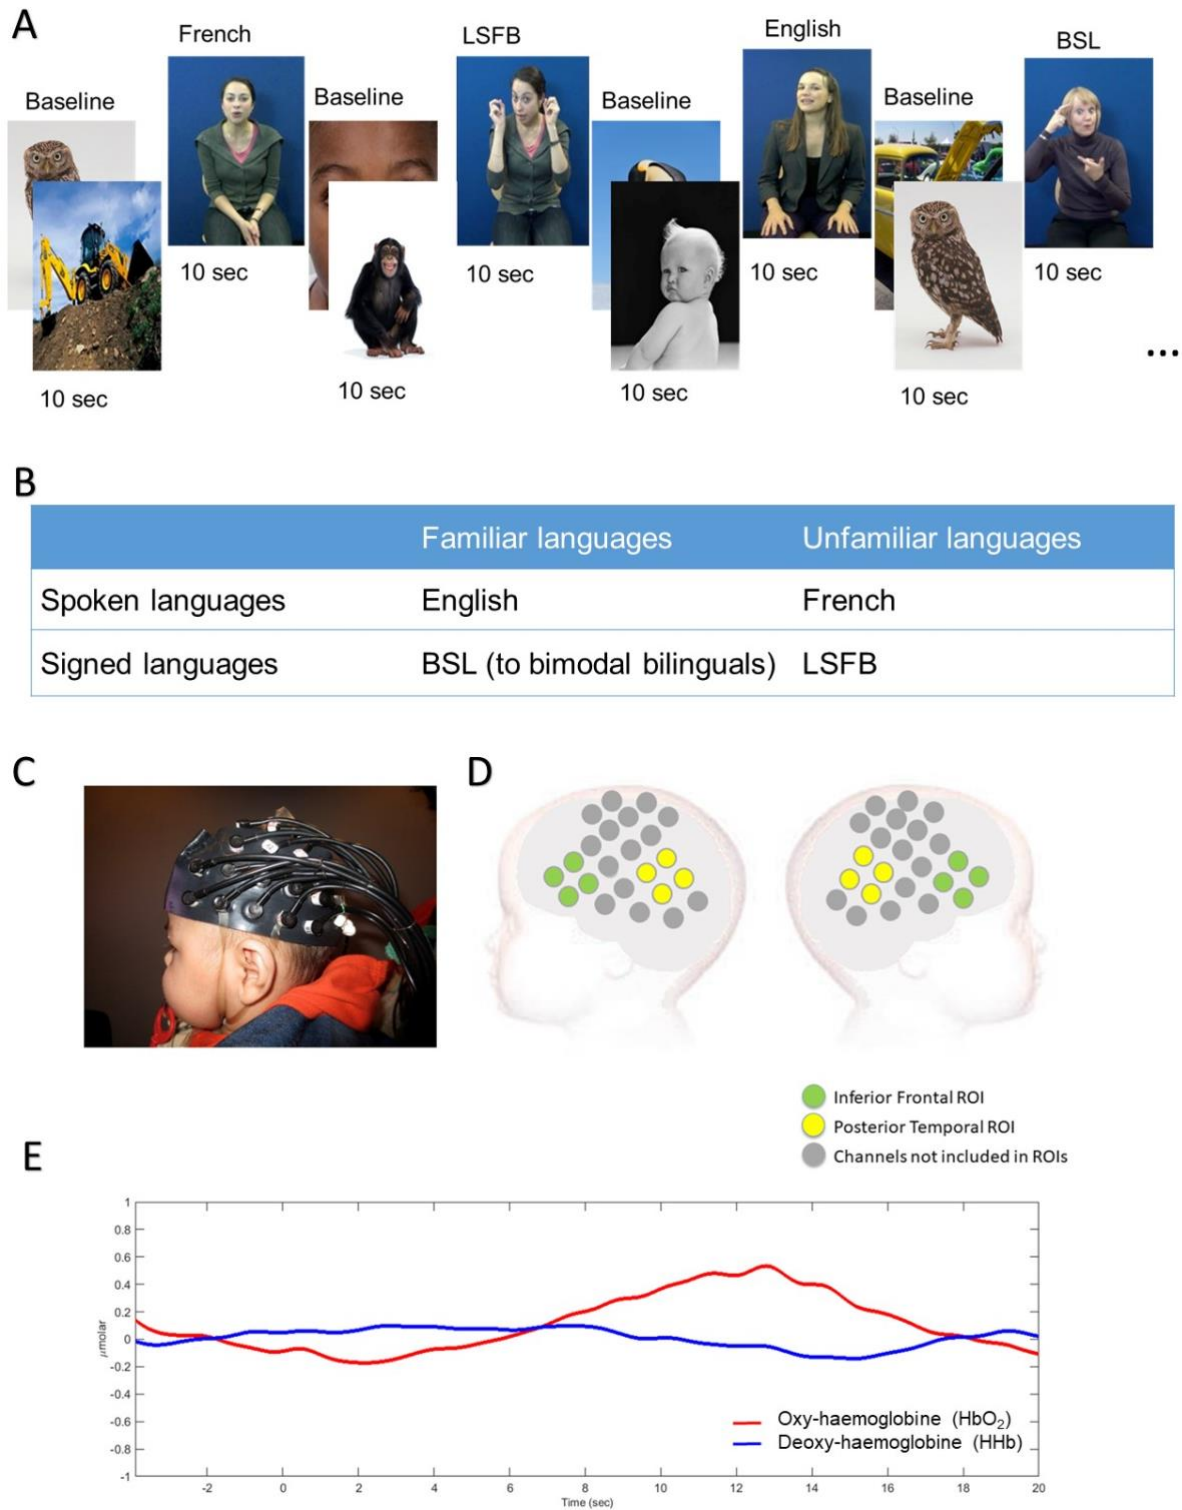 A
French
LSFB
English
BSL
Baseline
Baseline
Baseline
Baseline
10 sec
10 sec
10 sec
10 sec
10 sec
10 sec
10 sec
10 sec
...
B
Familiar languages Unfamiliar languages
Spoken languages English French
Signed languages BSL (to bimodal bilinguals) LSFB
C
D
Inferior Frontal ROI
Posterior Temporal ROI
Channels not included in ROIs
E
1
0.8
0.6
0.4
0.2
0
-0.2
-0.4
-0.6
-0.8
-1
μmolar
Oxy-haemoglobine (HbO₂)
Deoxy-haemoglobine (HHb)
-2 0 2 4 6 8 10 12 14 16 18 20
Time (sec)